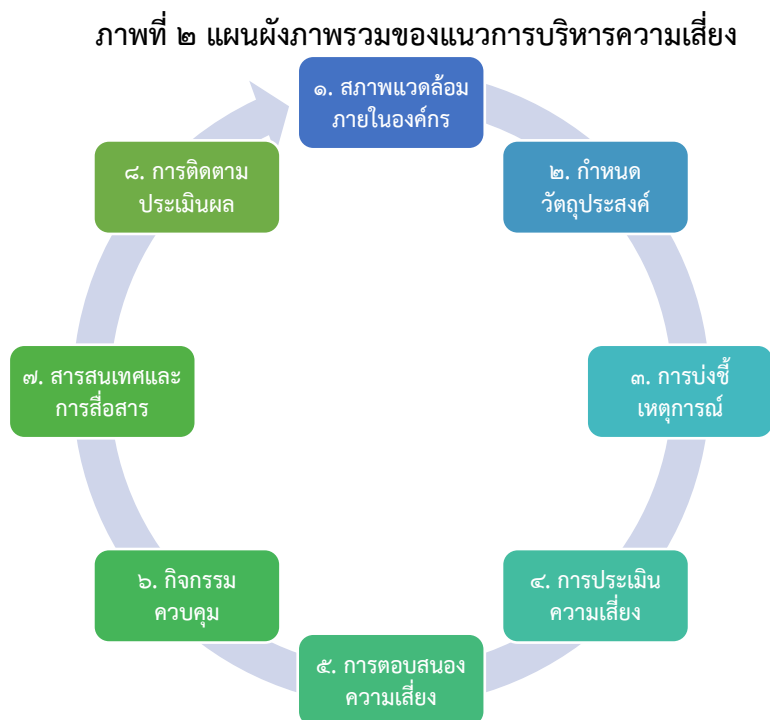 ภาพที่ ๒ แผนผังภาพรวมของแนวการบริหารความเสี่ยง
๑. สภาพแวดล้อม
ภายในองค์กร
๒. กำหนด
วัตถุประสงค์
๓. การบ่งชี้
เหตุการณ์
๔. การประเมิน
ความเสี่ยง
๕. การตอบสนอง
ความเสี่ยง
๖. กิจกรรม
ควบคุม
๗. สารสนเทศและ
การสื่อสาร
๘. การติดตาม
ประเมินผล